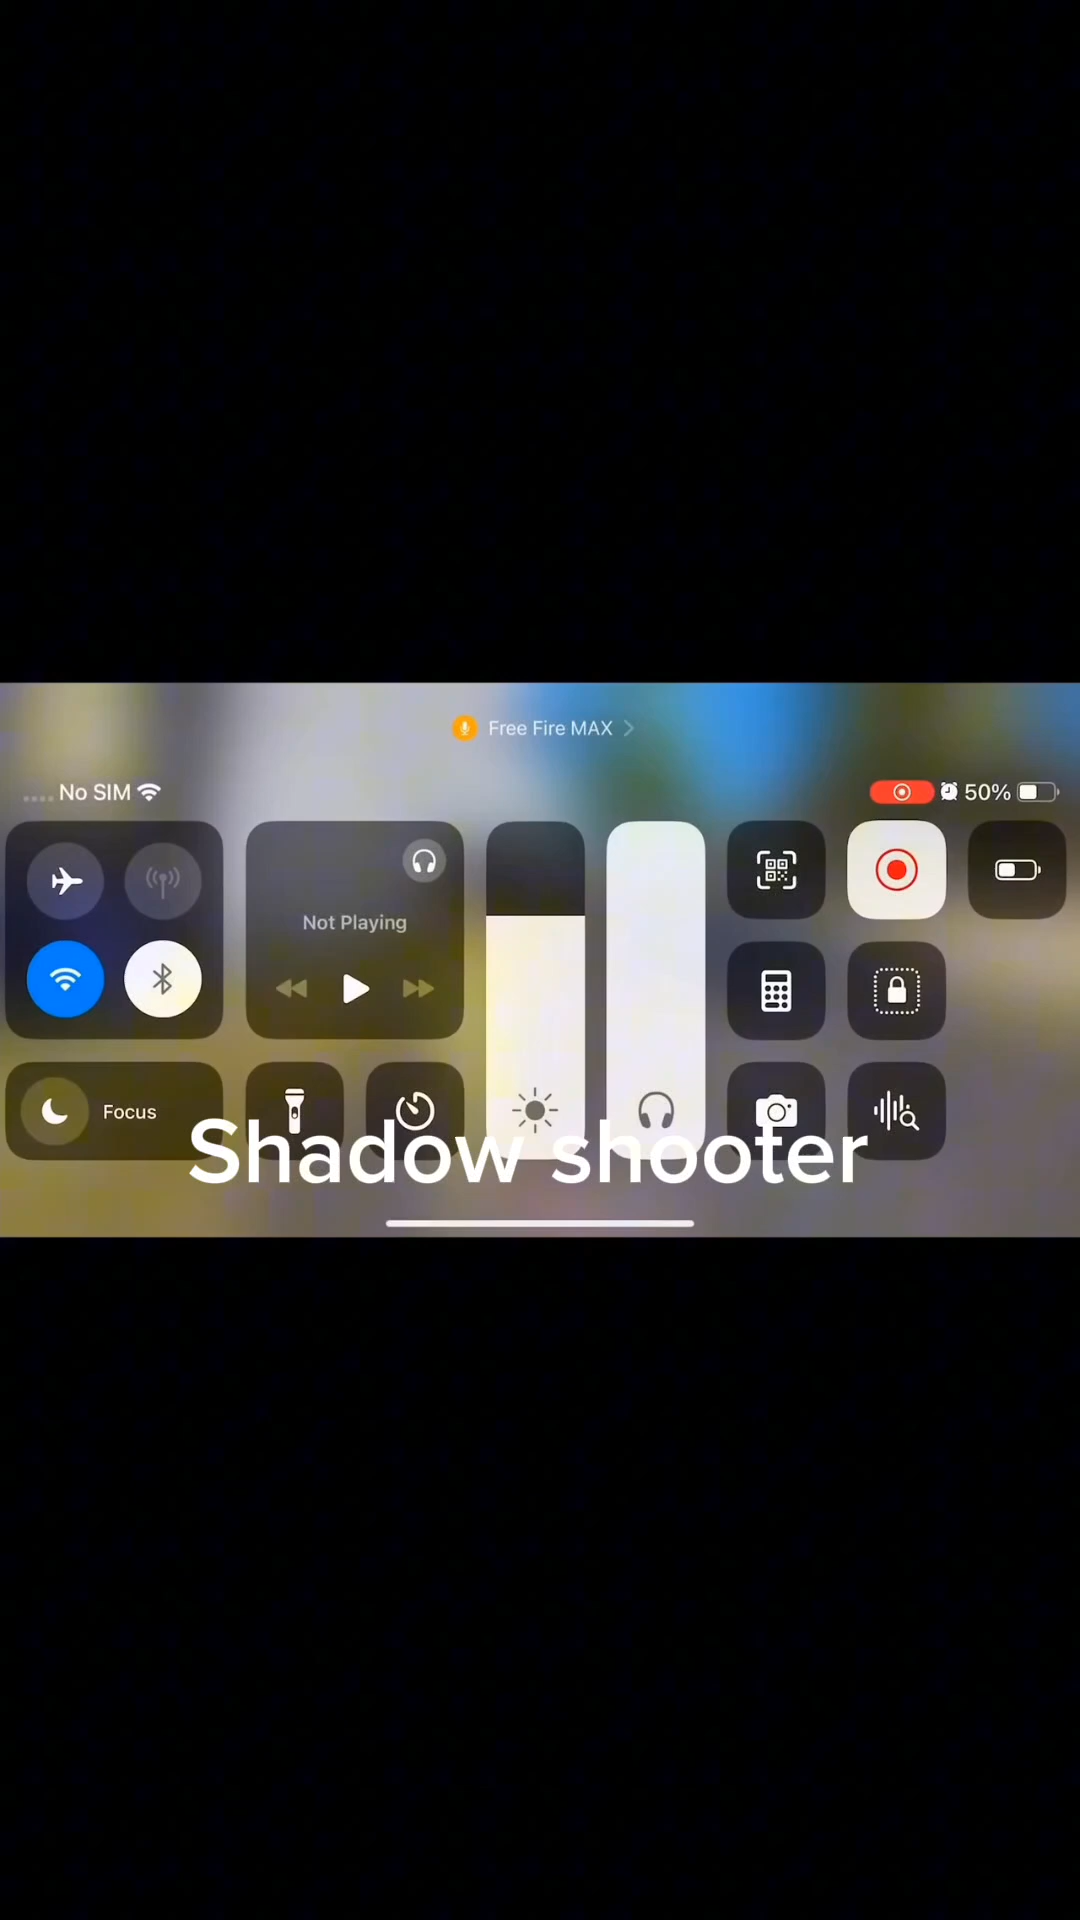 Free Fire MAX
No SIM
50%
Not Playing
Focus
Shadow shooter